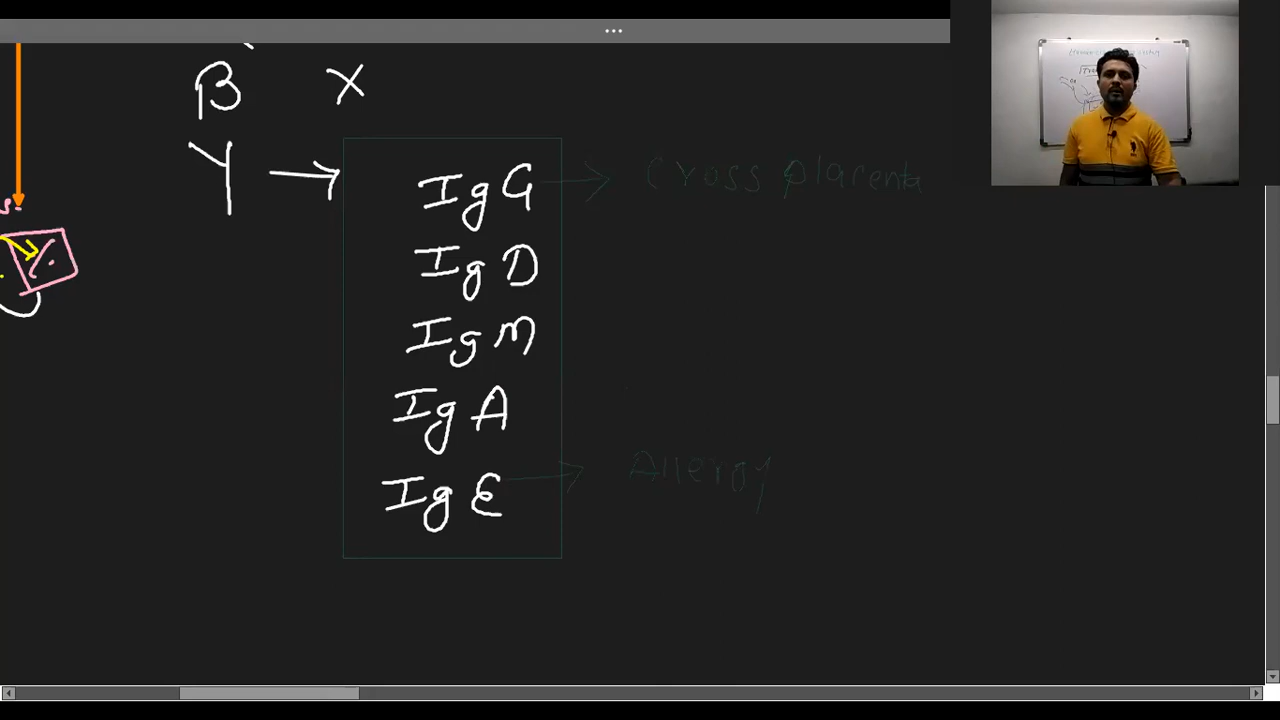 β X
γ → IgG → Cross placenta
IgD
IgM
IgA
IgE → Allergy